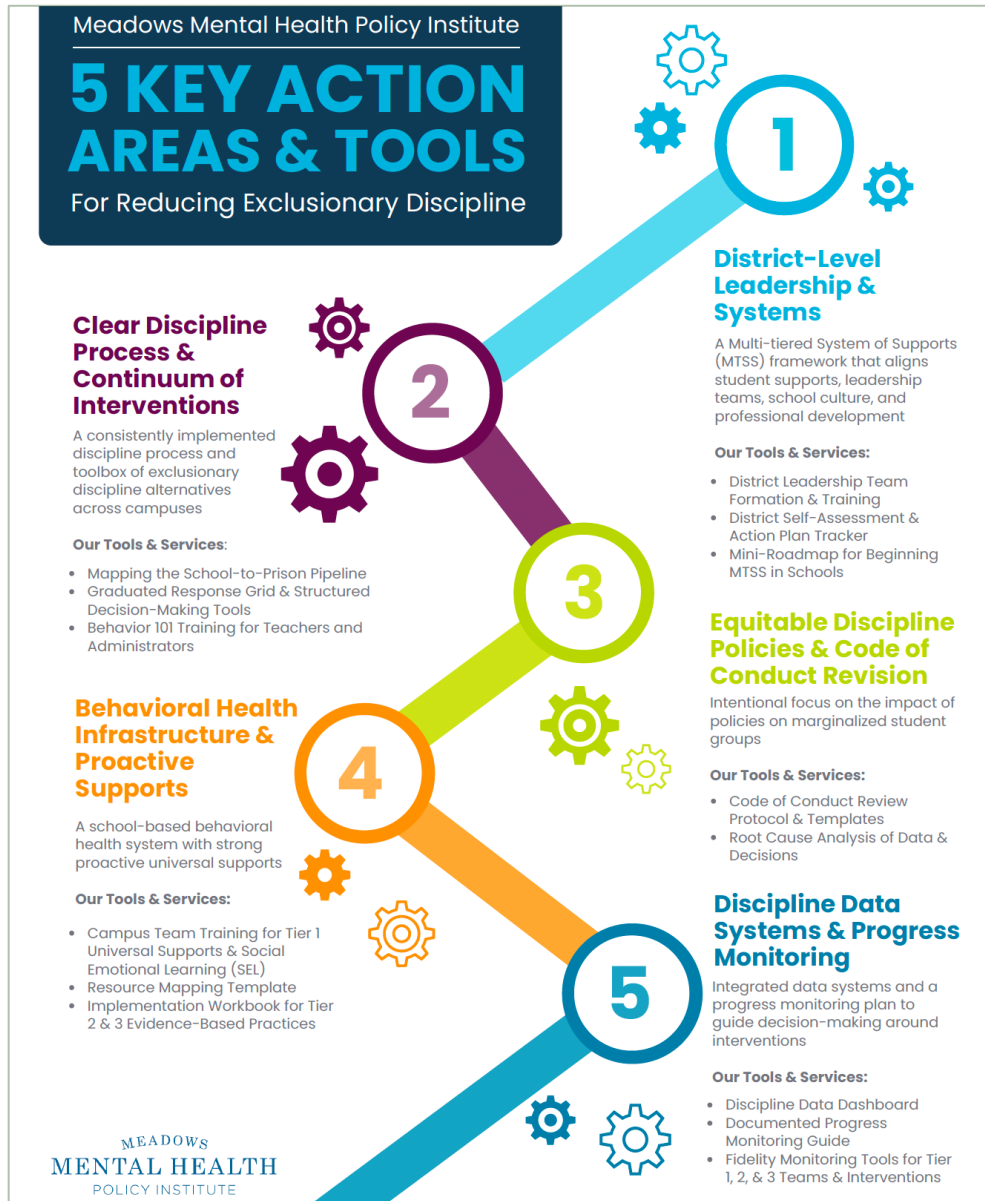 Meadows Mental Health Policy Institute
5 KEY ACTION
AREAS & TOOLS
For Reducing Exclusionary Discipline
1
District-Level
Leadership &
Systems
A Multi-tiered System of Supports
(MTSS) framework that aligns
student supports, leadership
teams, school culture, and
professional development
Our Tools & Services:
• District Leadership Team
Formation & Training
• District Self-Assessment &
Action Plan Tracker
• Mini-Roadmap for Beginning
MTSS in Schools
2
Clear Discipline
Process &
Continuum of
Interventions
A consistently implemented
discipline process and
toolbox of exclusionary
discipline alternatives
across campuses
Our Tools & Services:
• Mapping the School-to-Prison Pipeline
• Graduated Response Grid & Structured
Decision-Making Tools
• Behavior 101 Training for Teachers and
Administrators
3
Equitable Discipline
Policies & Code of
Conduct Revision
Intentional focus on the impact of
policies on marginalized student
groups
Our Tools & Services:
• Code of Conduct Review
Protocol & Templates
• Root Cause Analysis of Data &
Decisions
4
Behavioral Health
Infrastructure &
Proactive
Supports
A school-based behavioral
health system with strong
proactive universal supports
Our Tools & Services:
• Campus Team Training for Tier 1
Universal Supports & Social
Emotional Learning (SEL)
• Resource Mapping Template
• Implementation Workbook for Tier
2 & 3 Evidence-Based Practices
5
Discipline Data
Systems & Progress
Monitoring
Integrated data systems and a
progress monitoring plan to
guide decision-making around
interventions
Our Tools & Services:
• Discipline Data Dashboard
• Documented Progress
Monitoring Guide
• Fidelity Monitoring Tools for Tier
1, 2, & 3 Teams & Interventions
MEADOWS
MENTAL HEALTH
POLICY INSTITUTE